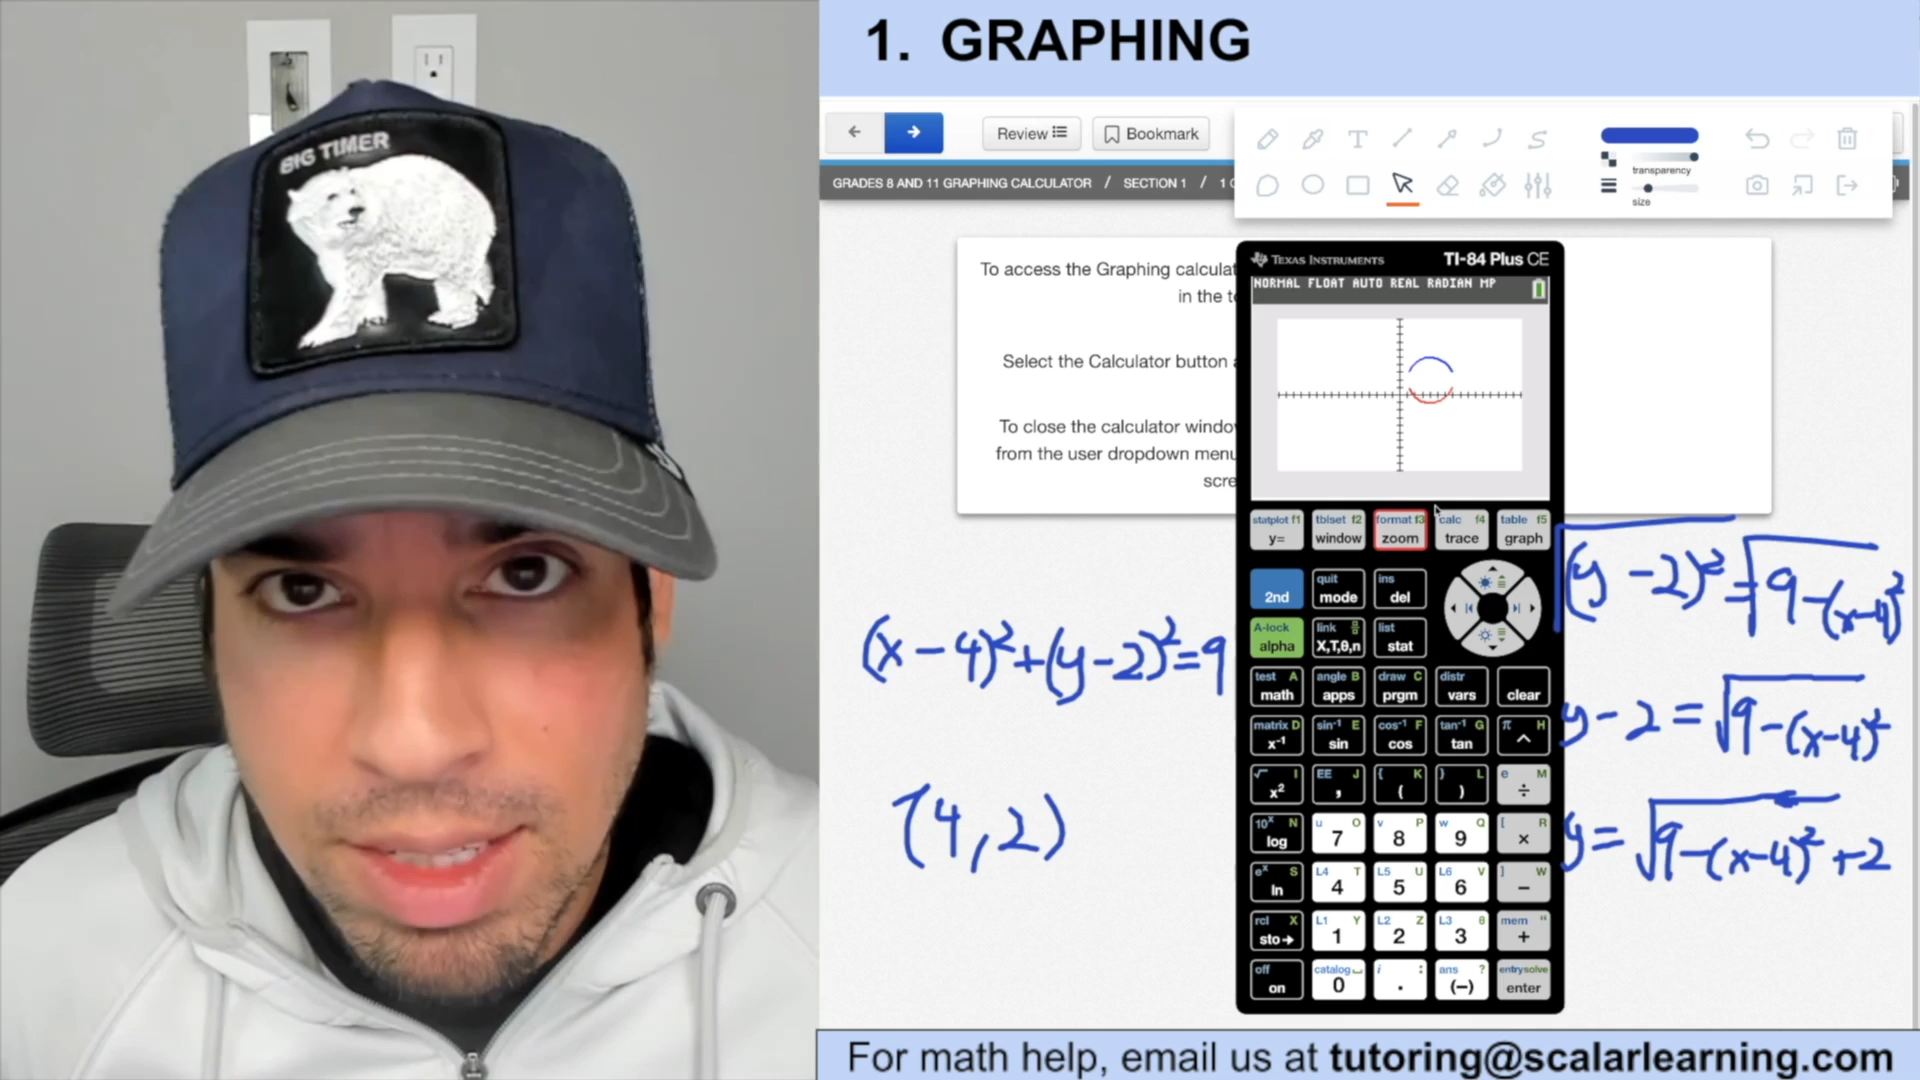 BIG TIMER
1. GRAPHING
Review
Bookmark
transparency
size
GRADES 8 AND 11 GRAPHING CALCULATOR / SECTION 1 / 1
To access the Graphing
in the
Select the Calculator button
To close the calculator
from the user dropdown menu
TEXAS INSTRUMENTS TI-84 Plus CE
NORMAL FLOAT AUTO REAL RADIAN MP
statplot f1 tblset f2 format f3 calc f4 table f5
y= window zoom trace graph
quit ins
2nd mode del
A-lock link list
alpha X,T,θ,n stat
test A angle B draw C distr
math apps prgm vars clear
matrix D sin⁻¹ E cos⁻¹ F tan⁻¹ G π H
x⁻¹ sin cos tan ^
√ I EE J { K } L e M
x² , ( ) ÷
10ˣ N u O v P w Q [ R
log 7 8 9 ×
eˣ S L4 T L5 U L6 V ] W
ln 4 5 6 −
rcl X L1 Y L2 Z L3 θ mem "
sto→ 1 2 3 +
off catalog i : ans ? entry solve
on 0 . (-) enter
(x-4)²+(y-2)²=9
(4,2)
√(y-2)² = √9-(x-4)²
y-2 = √9-(x-4)²
y= √9-(x-4)² +2
For math help, email us at tutoring@scalarlearning.com